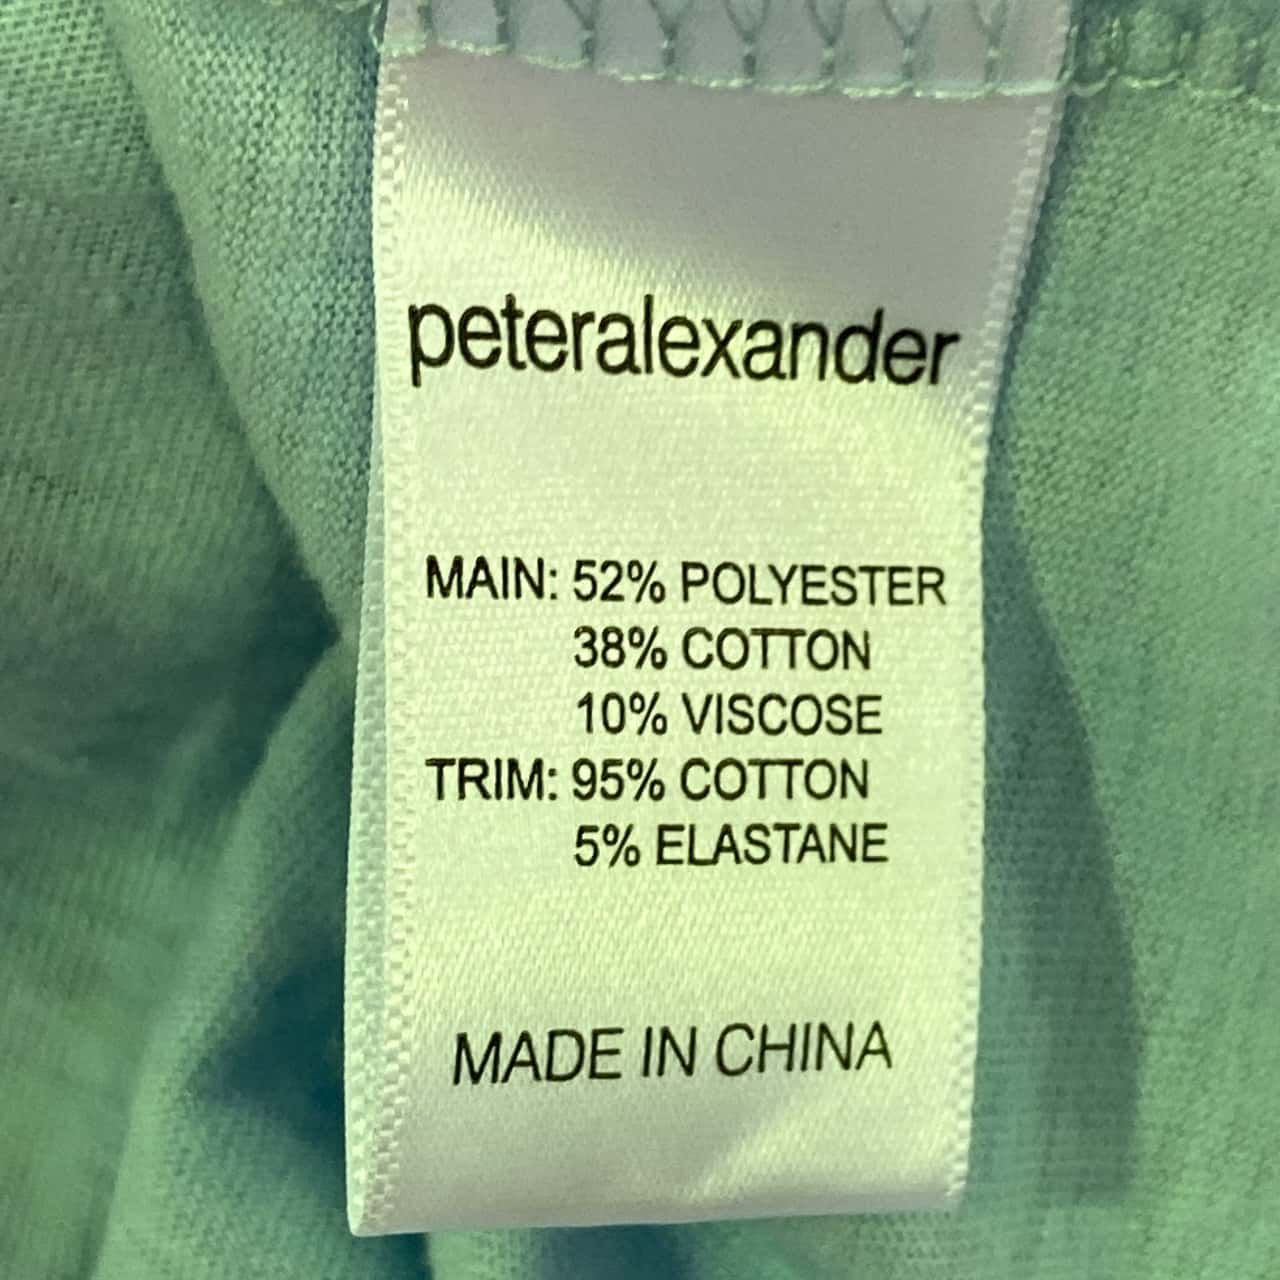 peteralexander
MAIN: 52% POLYESTER
38% COTTON
10% VISCOSE
TRIM: 95% COTTON
5% ELASTANE
MADE IN CHINA